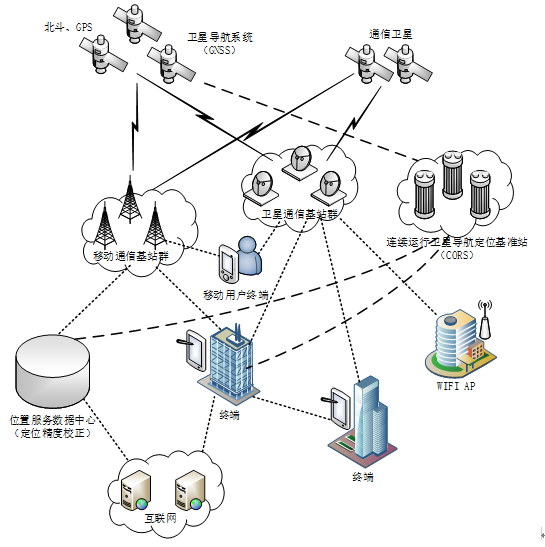 北斗、GPS
卫星导航系统
（GNSS）
通信卫星
卫星通信基站群
移动通信基站群
连续运行卫星导航定位基准站
（CORS）
移动用户终端
WIFI AP
终端
位置服务数据中心
（定位精度校正）
终端
互联网